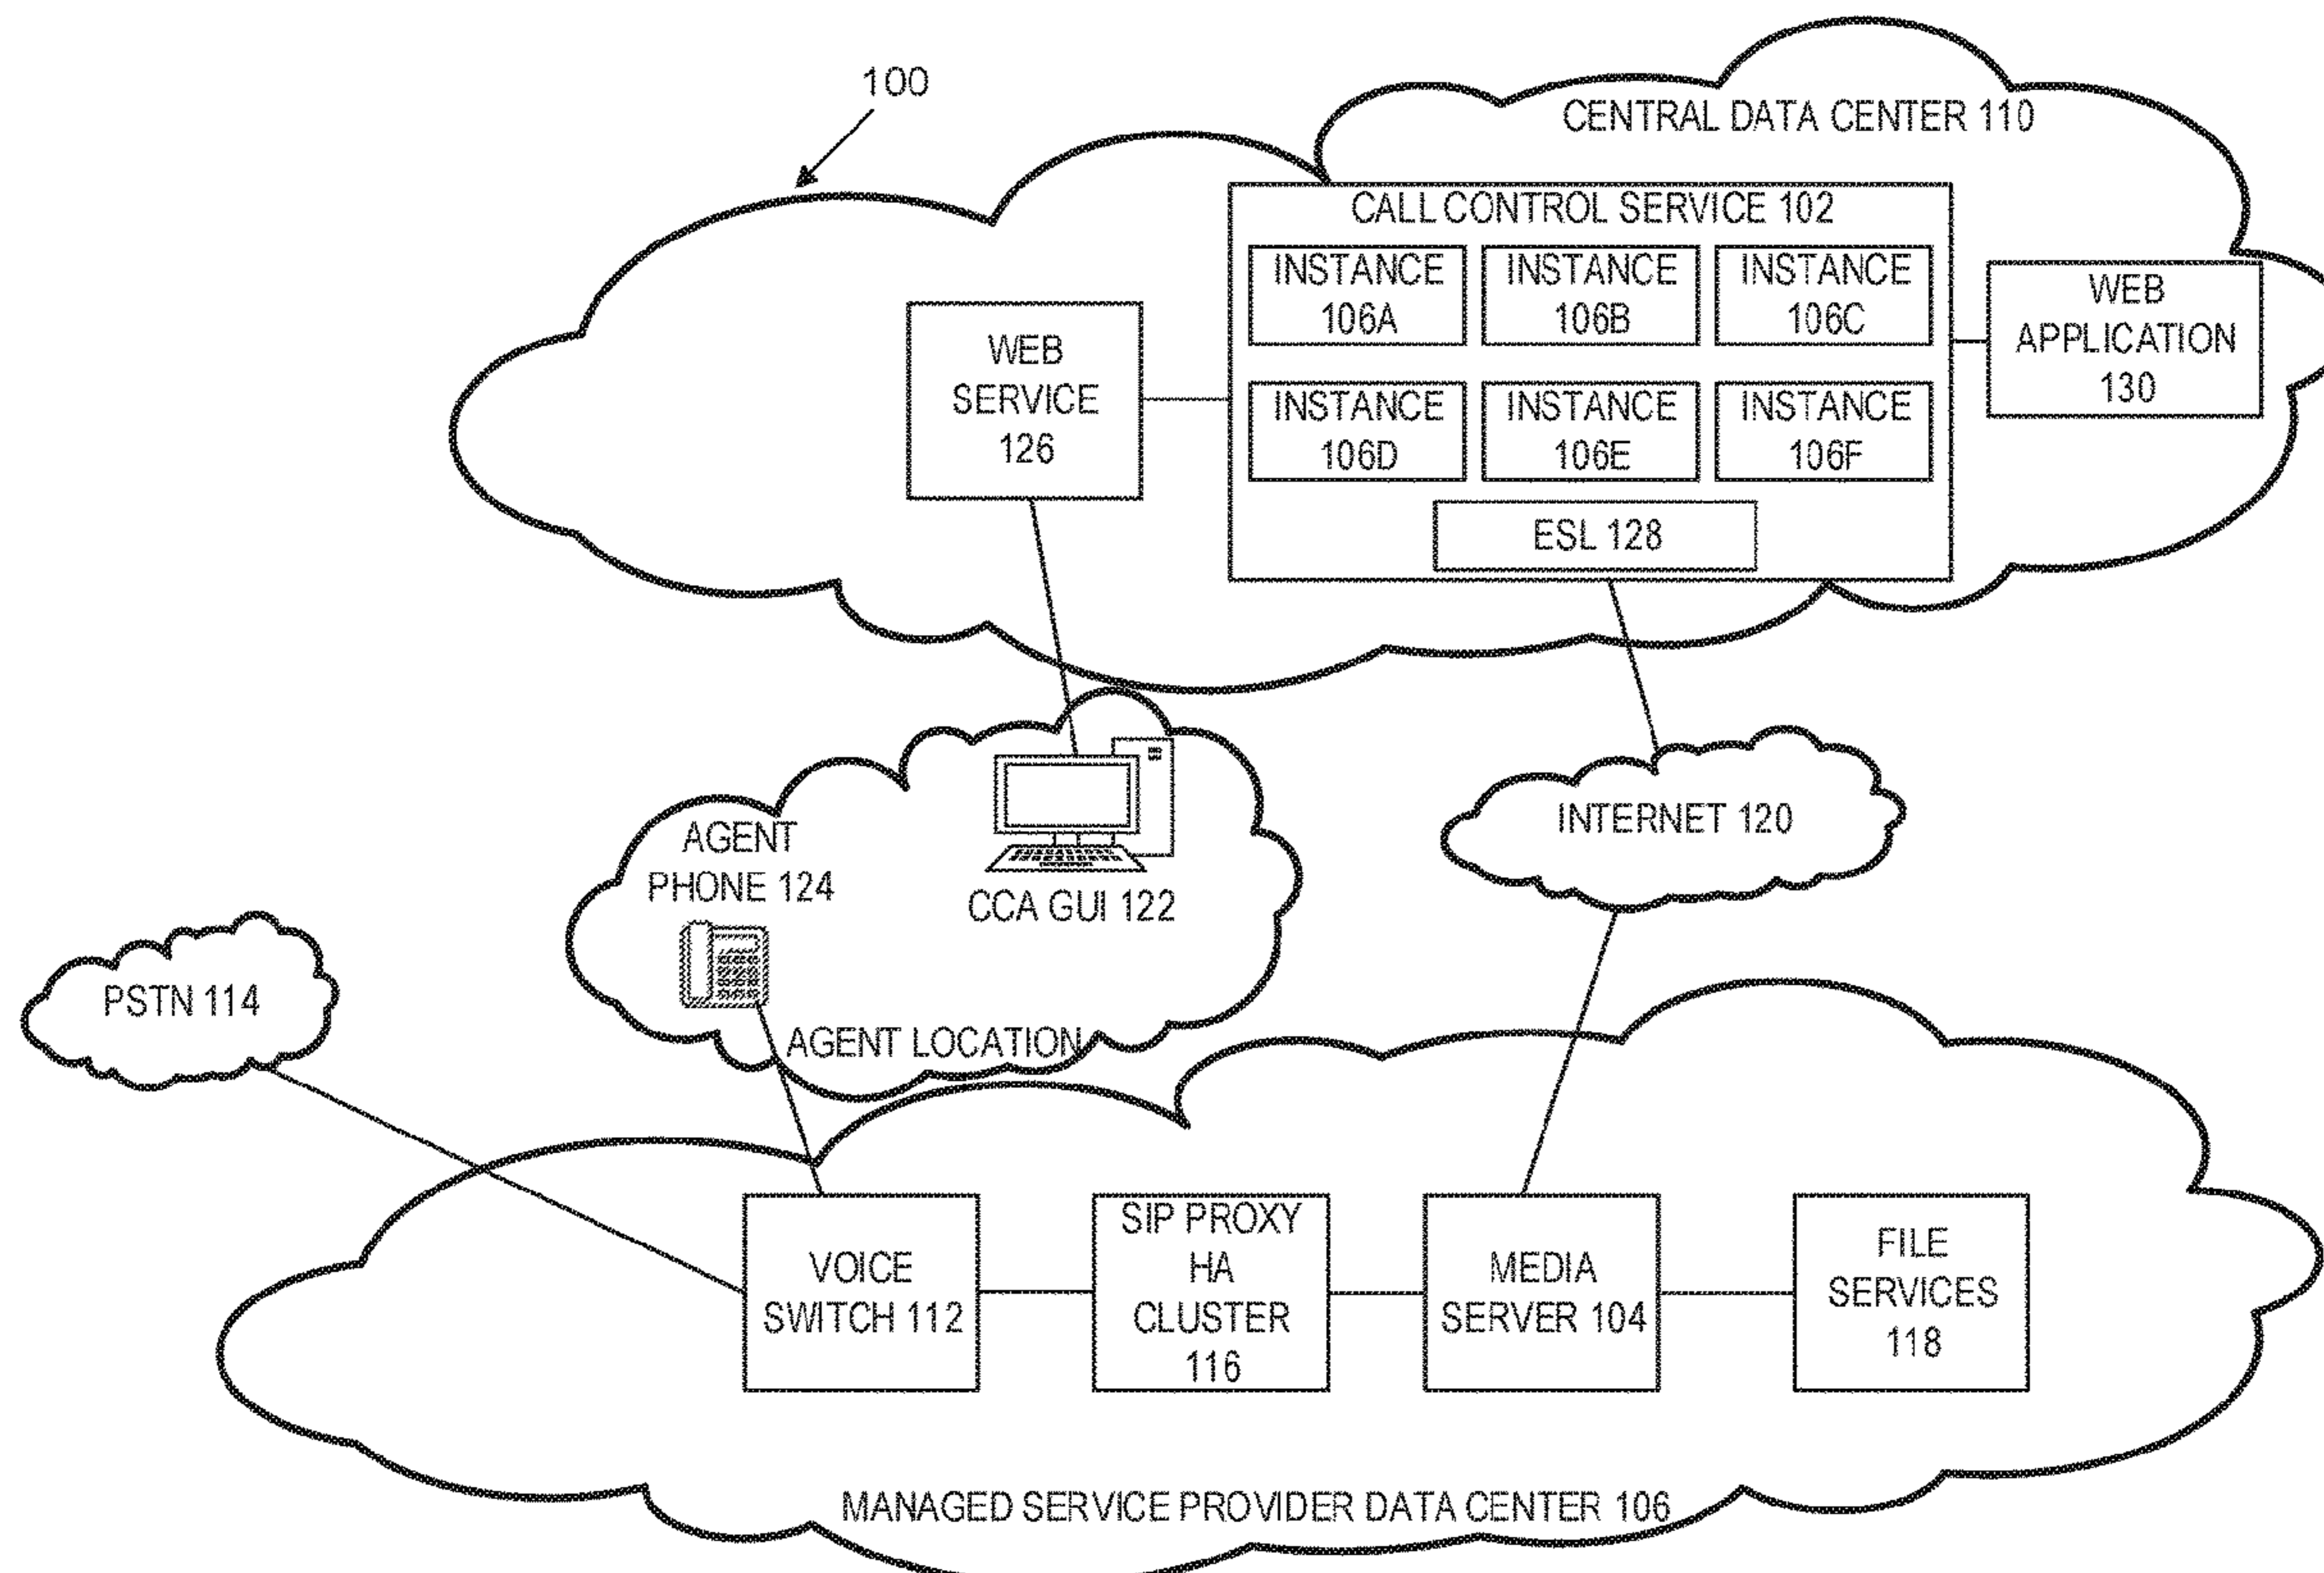 100
CENTRAL DATA CENTER 110
CALL CONTROL SERVICE 102
INSTANCE
106A
INSTANCE
106B
INSTANCE
106C
INSTANCE
106D
INSTANCE
106E
INSTANCE
106F
ESL 128
WEB
SERVICE
126
WEB
APPLICATION
130
AGENT
PHONE 124
CCA GUI 122
AGENT LOCATION
INTERNET 120
PSTN 114
VOICE
SWITCH 112
SIP PROXY
HA
CLUSTER
116
MEDIA
SERVER 104
FILE
SERVICES
118
MANAGED SERVICE PROVIDER DATA CENTER 106